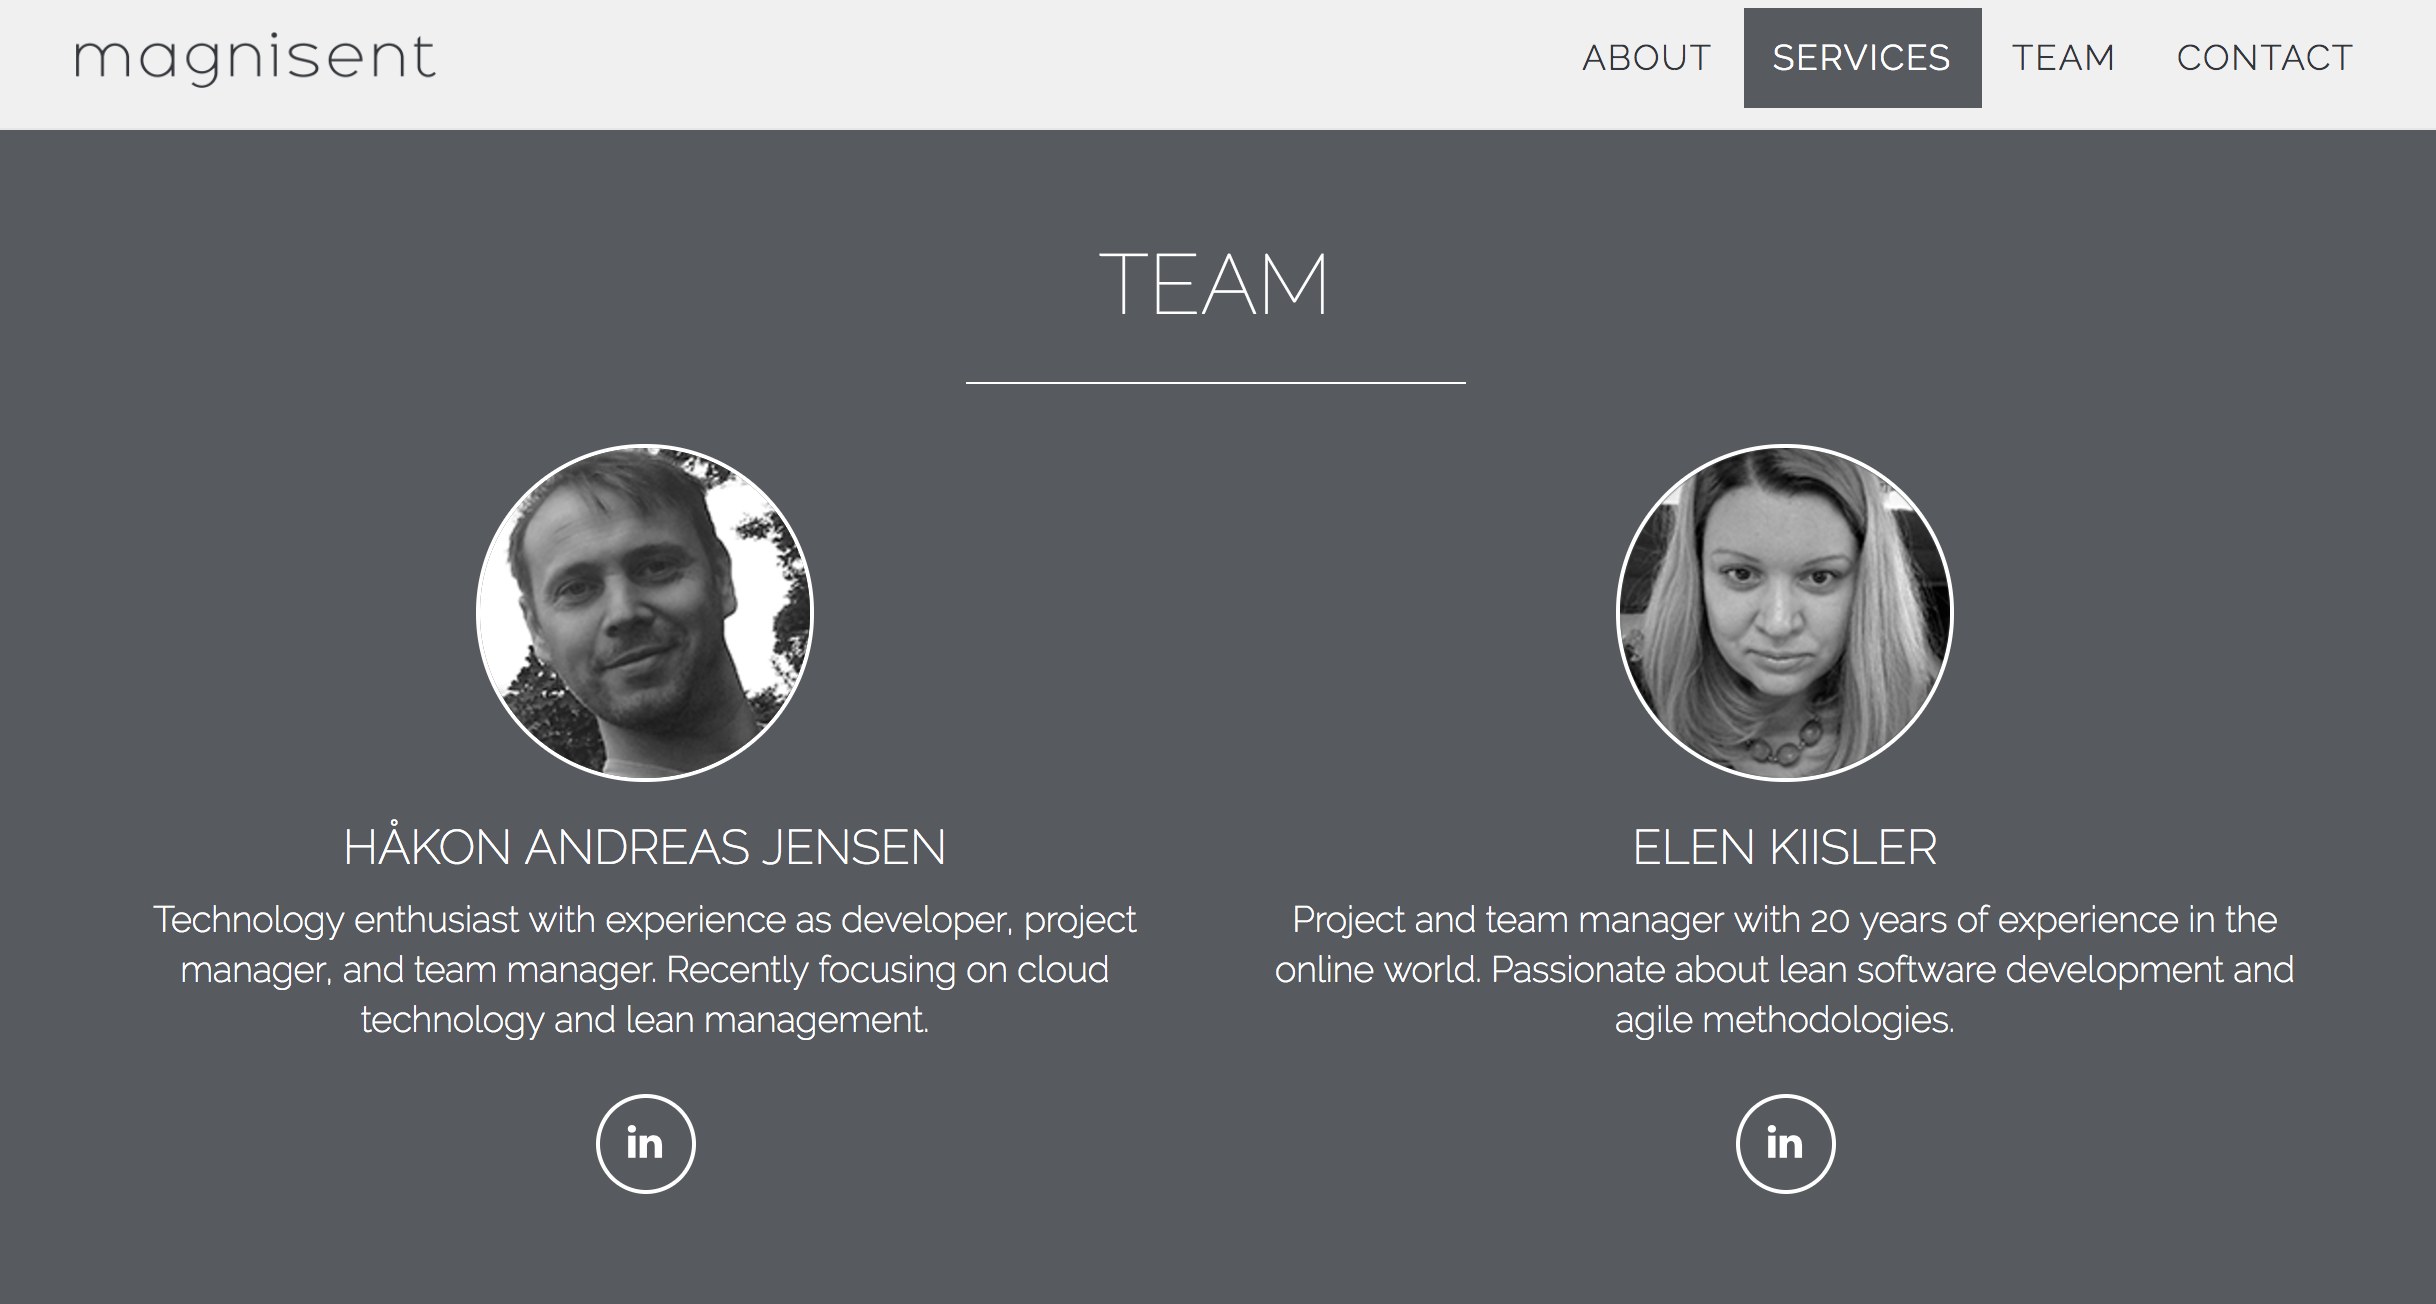 magnisent
ABOUT SERVICES TEAM CONTACT
TEAM
HÅKON ANDREAS JENSEN
Technology enthusiast with experience as developer, project
manager, and team manager. Recently focusing on cloud
technology and lean management.
in
ELEN KIISLER
Project and team manager with 20 years of experience in the
online world. Passionate about lean software development and
agile methodologies.
in